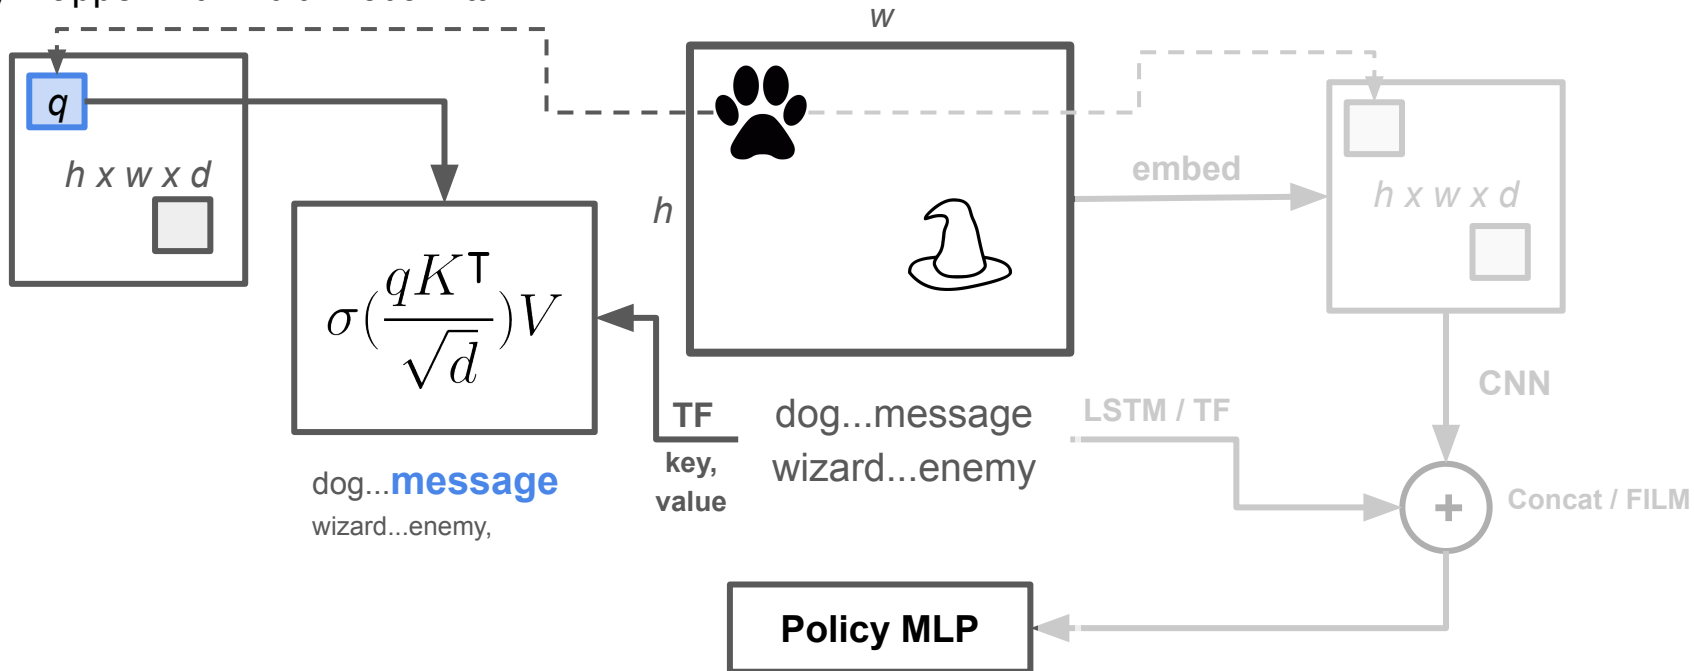 w
q
h x w x d
embed
h x w x d
h
σ(qK^T/√d)V
CNN
TF
key,
value
dog...message
wizard...enemy
LSTM / TF
dog...message
wizard...enemy,
+
Concat / FILM
Policy MLP